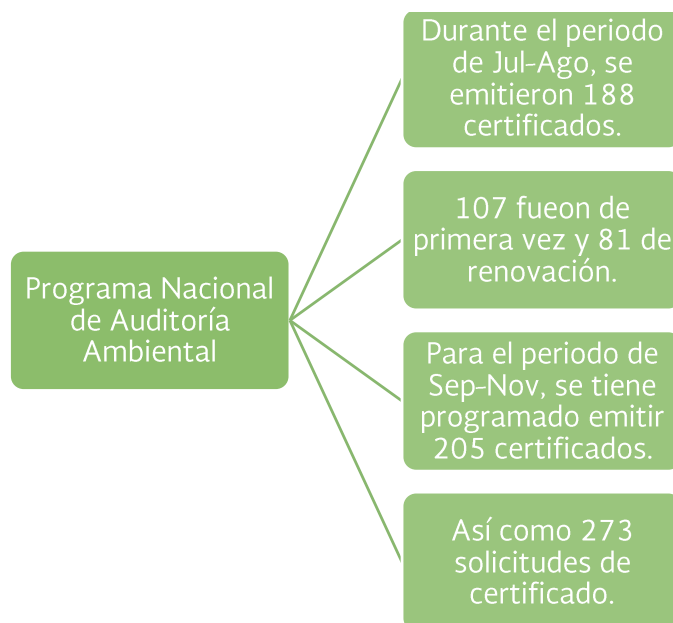 Durante el periodo
de Jul-Ago, se
emitieron 188
certificados.
107 fueon de
primera vez y 81 de
renovación.
Programa Nacional
de Auditoría
Ambiental
Para el periodo de
Sep-Nov, se tiene
programado emitir
205 certificados.
Así como 273
solicitudes de
certificado.